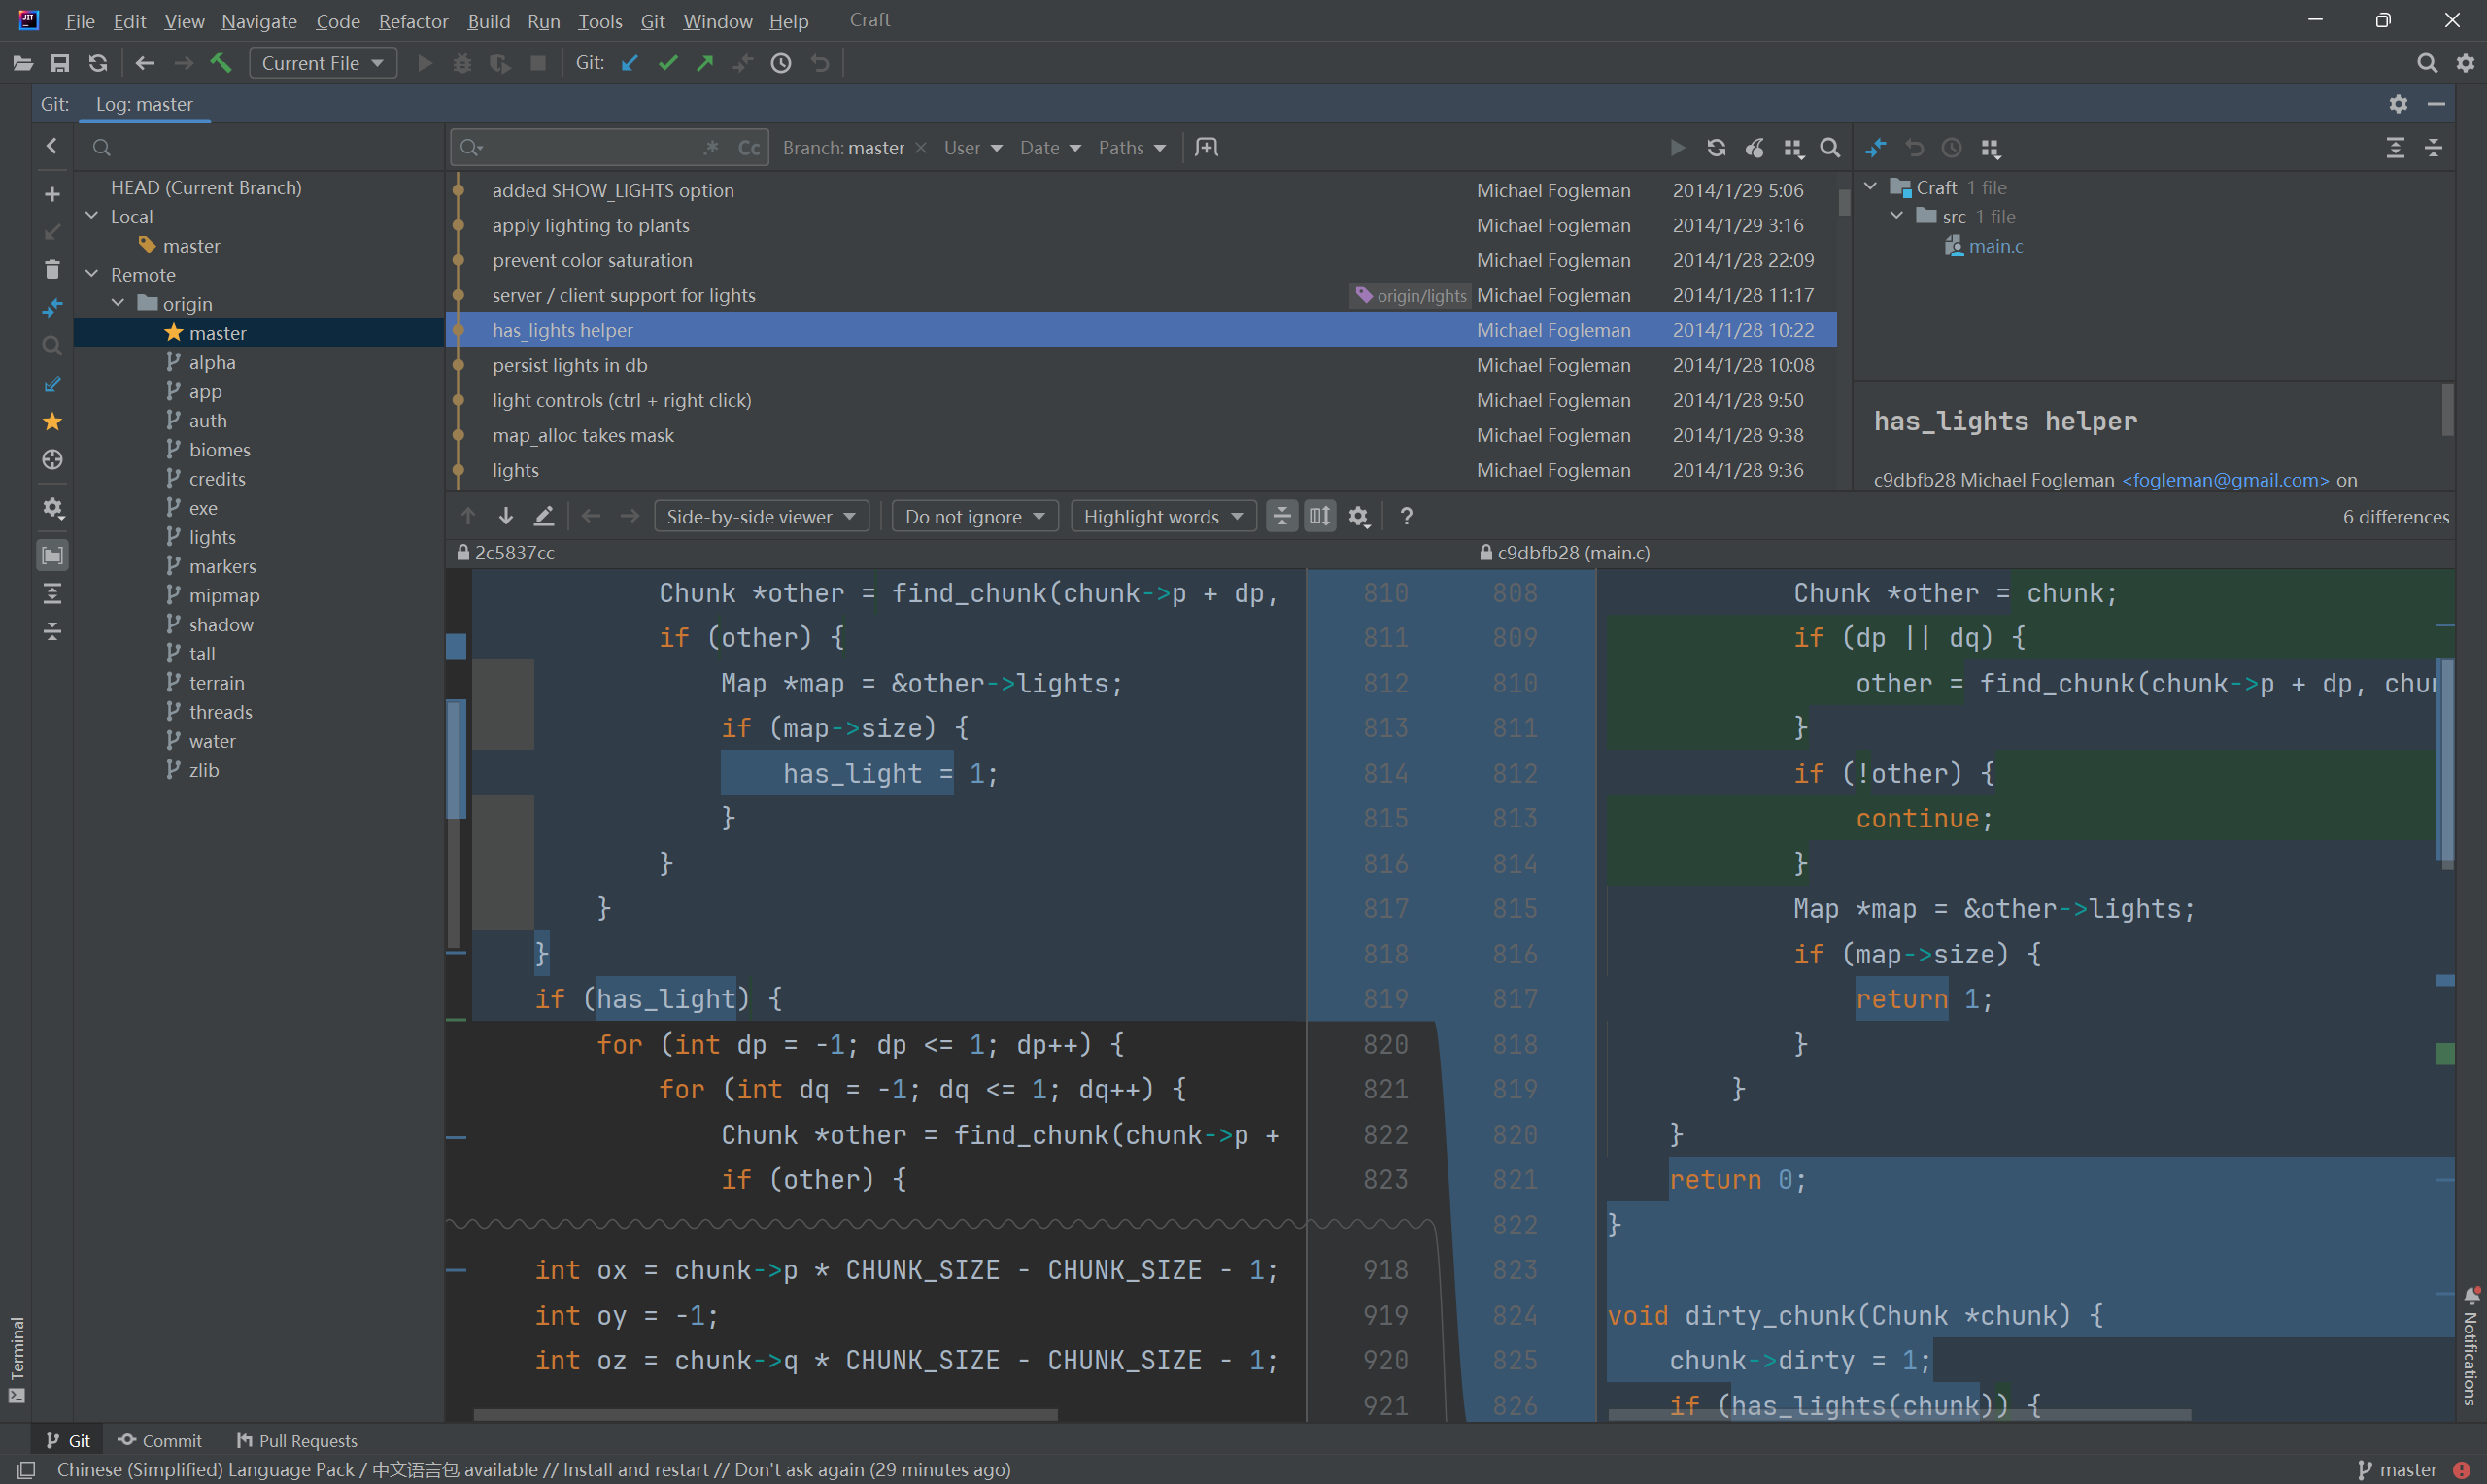 File Edit View Navigate Code Refactor Build Run Tools Git Window Help Craft
Current File Git:
Git: Log: master
.* Cc Branch: master User Date Paths
HEAD (Current Branch)
Local
master
Remote
origin
master
alpha
app
auth
biomes
credits
exe
lights
markers
mipmap
shadow
tall
terrain
threads
water
zlib
added SHOW_LIGHTS option Michael Fogleman 2014/1/29 5:06
apply lighting to plants Michael Fogleman 2014/1/29 3:16
prevent color saturation Michael Fogleman 2014/1/28 22:09
server / client support for lights origin/lights Michael Fogleman 2014/1/28 11:17
has_lights helper Michael Fogleman 2014/1/28 10:22
persist lights in db Michael Fogleman 2014/1/28 10:08
light controls (ctrl + right click) Michael Fogleman 2014/1/28 9:50
map_alloc takes mask Michael Fogleman 2014/1/28 9:38
lights Michael Fogleman 2014/1/28 9:36
Craft 1 file
src 1 file
main.c
has_lights helper
c9dbfb28 Michael Fogleman <fogleman@gmail.com> on
Side-by-side viewer Do not ignore Highlight words ? 6 differences
2c5837cc
Chunk *other = find_chunk(chunk->p + dp, 810
if (other) { 811
Map *map = &other->lights; 812
if (map->size) { 813
has_light = 1; 814
} 815
} 816
} 817
} 818
if (has_light) { 819
for (int dp = -1; dp <= 1; dp++) { 820
for (int dq = -1; dq <= 1; dq++) { 821
Chunk *other = find_chunk(chunk->p + 822
if (other) { 823
int ox = chunk->p * CHUNK_SIZE - CHUNK_SIZE - 1; 918
int oy = -1; 919
int oz = chunk->q * CHUNK_SIZE - CHUNK_SIZE - 1; 920
921
c9dbfb28 (main.c)
808 Chunk *other = chunk;
809 if (dp || dq) {
810 other = find_chunk(chunk->p + dp, chu
811 }
812 if (!other) {
813 continue;
814 }
815 Map *map = &other->lights;
816 if (map->size) {
817 return 1;
818 }
819 }
820 }
821 return 0;
822 }
823
824 void dirty_chunk(Chunk *chunk) {
825 chunk->dirty = 1;
826 if (has_lights(chunk)) {
Terminal
Notifications
Git Commit Pull Requests
Chinese (Simplified) Language Pack / 中文语言包 available // Install and restart // Don't ask again (29 minutes ago) master